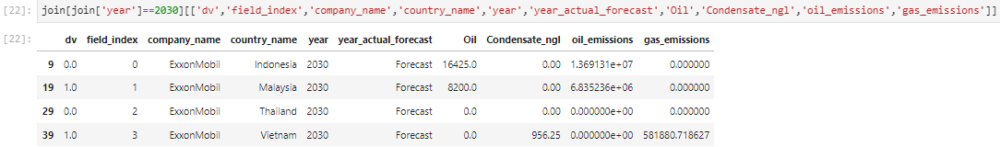 [22]: join[join['year']==2030][['dv','field_index','company_name','country_name','year','year_actual_forecast','Oil','Condensate_ngl','oil_emissions','gas_emissions']]
[22]: dv field_index company_name country_name year year_actual_forecast Oil Condensate_ngl oil_emissions gas_emissions
9 0.0 0 ExxonMobil Indonesia 2030 Forecast 16425.0 0.00 1.369131e+07 0.000000
19 1.0 1 ExxonMobil Malaysia 2030 Forecast 8200.0 0.00 6.835236e+06 0.000000
29 0.0 2 ExxonMobil Thailand 2030 Forecast 0.0 0.00 0.000000e+00 0.000000
39 1.0 3 ExxonMobil Vietnam 2030 Forecast 0.0 956.25 0.000000e+00 581880.718627